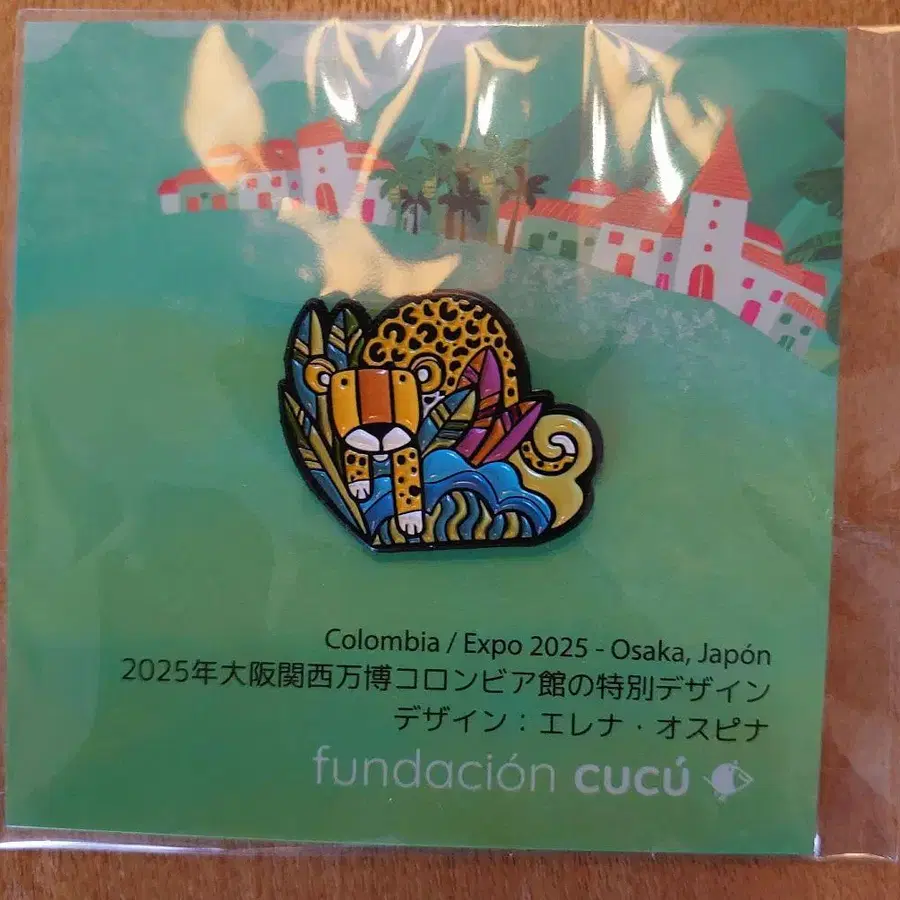 Colombia / Expo 2025 - Osaka, Japón
2025年大阪関西万博コロンビア館の特別デザイン
デザイン：エレナ・オスピナ
fundación cucú